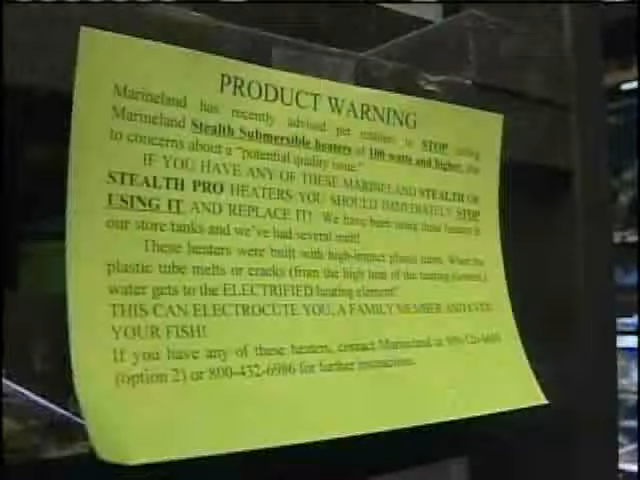 PRODUCT WARNING
Marineland has recently advised pet retailers to STOP selling
Marineland Stealth Submersible heaters of 100 watts and higher, due
to concerns about a "potential quality issue."
IF YOU HAVE ANY OF THESE MARINELAND STEALTH OR
STEALTH PRO HEATERS YOU SHOULD IMMEDIATELY STOP
USING IT AND REPLACE IT! We have been using these heaters in
our store tanks and we've had several melt!
These heaters were built with high-impact plastic tubes. When the
plastic tube melts or cracks (from the high heat of the heating element)
water gets to the ELECTRIFIED heating element!
THIS CAN ELECTROCUTE YOU, A FAMILY MEMBER AND EVEN
YOUR FISH!
If you have any of these heaters, contact Marineland at
(option 2) or 800-432-6986 for further instructions.